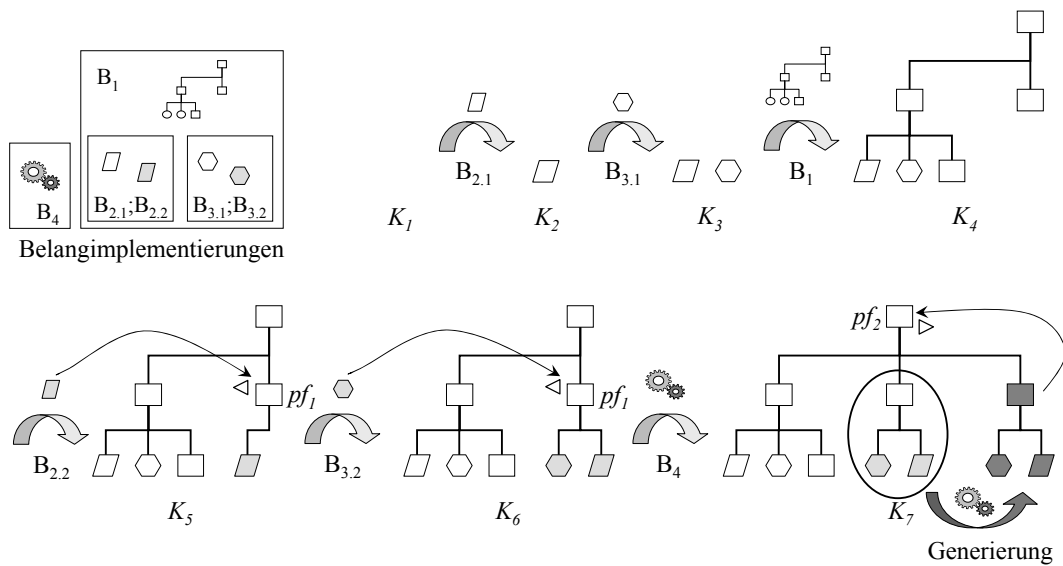 B1
B4
B2.1;B2.2
B3.1;B3.2
Belangimplementierungen
B2.1
B3.1
B1
K1
K2
K3
K4
pf1
pf1
pf2
B2.2
B3.2
B4
K5
K6
K7
Generierung